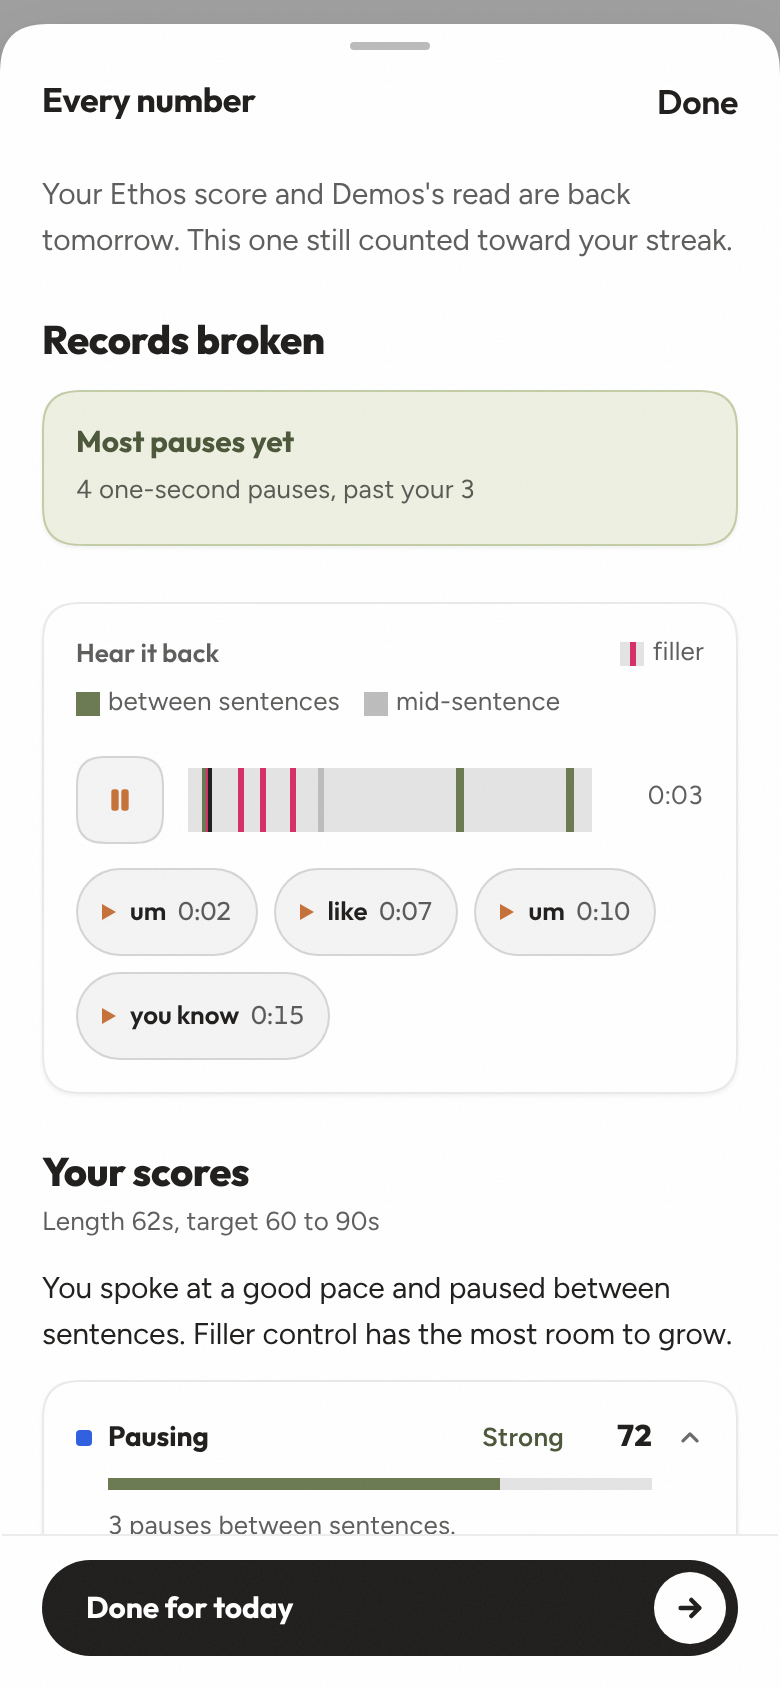 Every number
Done
Your Ethos score and Demos's read are back
tomorrow. This one still counted toward your streak.
Records broken
Most pauses yet
4 one-second pauses, past your 3
Hear it back
filler
between sentences
mid-sentence
0:03
um 0:02
like 0:07
um 0:10
you know 0:15
Your scores
Length 62s, target 60 to 90s
You spoke at a good pace and paused between
sentences. Filler control has the most room to grow.
Pausing
Strong
72
3 pauses between sentences.
Done for today